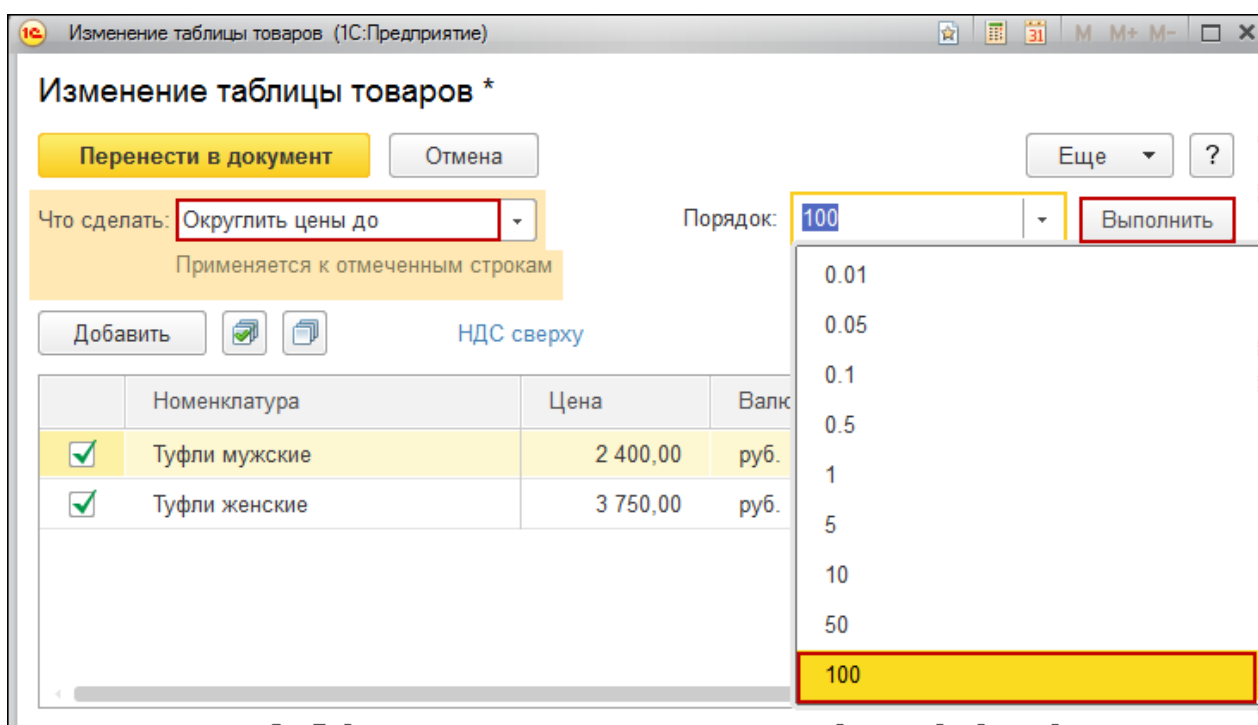 Изменение таблицы товаров (1С:Предприятие) 31 M M+ M-
Изменение таблицы товаров *
Перенести в документ Отмена Еще ?
Что сделать: Округлить цены до Порядок: 100 Выполнить
Применяется к отмеченным строкам
0.01
0.05
0.1
0.5
1
5
10
50
100
Добавить НДС сверху
Номенклатура Цена
Туфли мужские 2 400,00 руб.
Туфли женские 3 750,00 руб.